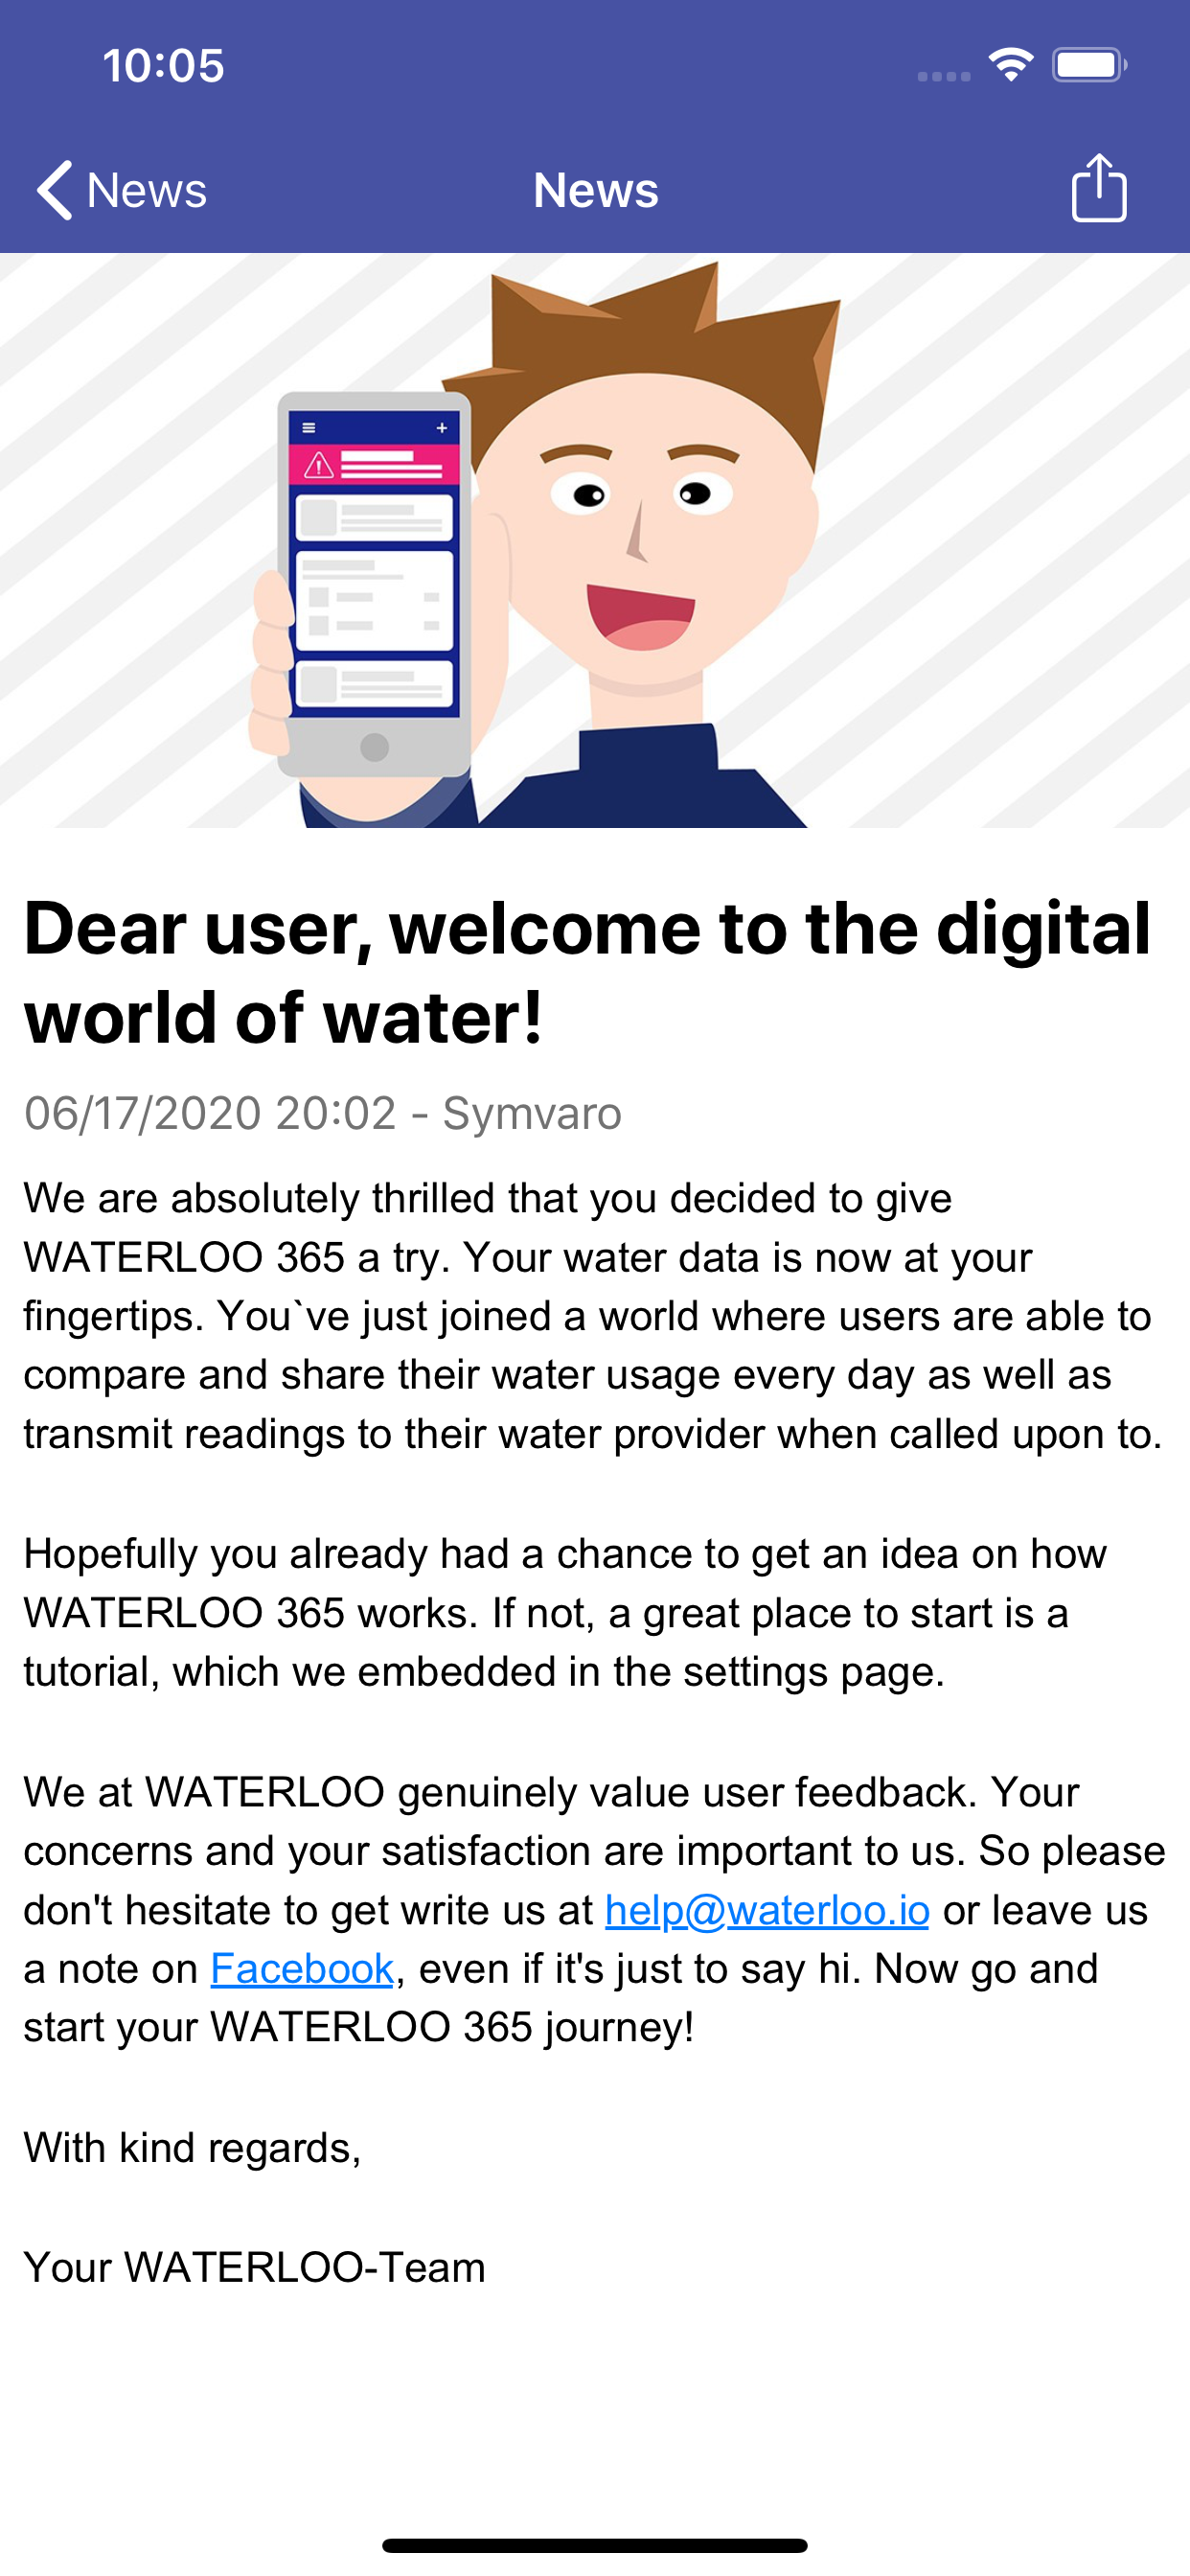 10:05
News
News
Dear user, welcome to the digital
world of water!
06/17/2020 20:02 - Symvaro
We are absolutely thrilled that you decided to give
WATERLOO 365 a try. Your water data is now at your
fingertips. You`ve just joined a world where users are able to
compare and share their water usage every day as well as
transmit readings to their water provider when called upon to.
Hopefully you already had a chance to get an idea on how
WATERLOO 365 works. If not, a great place to start is a
tutorial, which we embedded in the settings page.
We at WATERLOO genuinely value user feedback. Your
concerns and your satisfaction are important to us. So please
don't hesitate to get write us at help@waterloo.io or leave us
a note on Facebook, even if it's just to say hi. Now go and
start your WATERLOO 365 journey!
With kind regards,
Your WATERLOO-Team